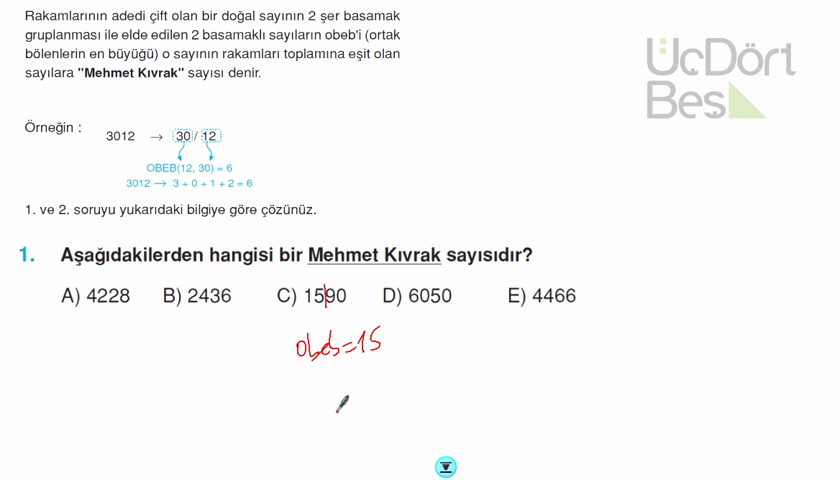 Rakamlarının adedi çift olan bir doğal sayının 2 şer basamak
gruplanması ile elde edilen 2 basamaklı sayıların obeb'i (ortak
bölenlerin en büyüğü) o sayının rakamları toplamına eşit olan
sayılara "Mehmet Kıvrak" sayısı denir.
ÜçDört
Beş
Örneğin : 3012 → 30 / 12
OBEB(12, 30) = 6
3012 → 3 + 0 + 1 + 2 = 6
1. ve 2. soruyu yukarıdaki bilgiye göre çözünüz.
1. Aşağıdakilerden hangisi bir Mehmet Kıvrak sayısıdır?
A) 4228 B) 2436 C) 1590 D) 6050 E) 4466
obeb=15